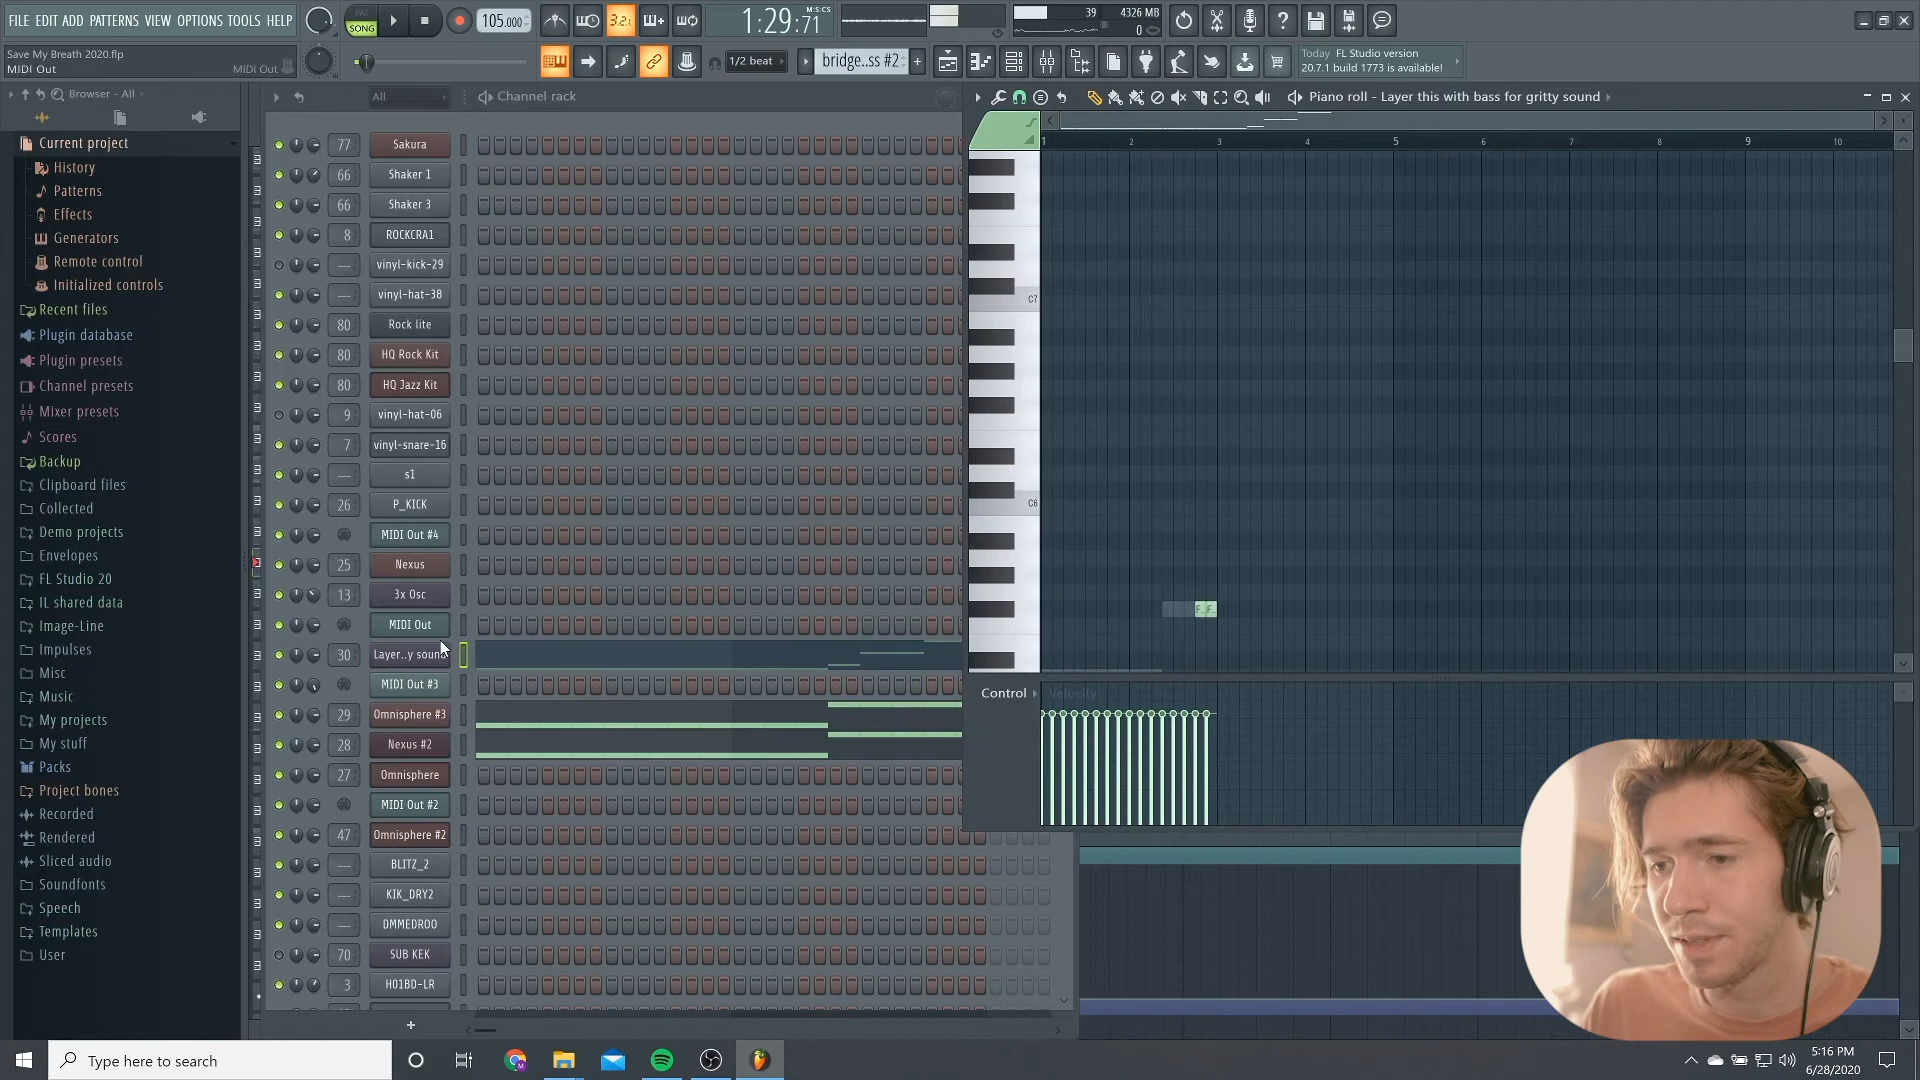 FILE EDIT ADD PATTERNS VIEW OPTIONS TOOLS HELP
PAT
SONG
105.000
3.2
1:29:71
M:S:CS
39
4326 MB
0
Save My Breath 2020.flp
MIDI Out
MIDI Out
1/2 beat
bridge..ss #2
+
Today FL Studio version
20.7.1 build 1773 is available!
Browser - All
Current project
History
Patterns
Effects
Generators
Remote control
Initialized controls
Recent files
Plugin database
Plugin presets
Channel presets
Mixer presets
Scores
Backup
Clipboard files
Collected
Demo projects
Envelopes
FL Studio 20
IL shared data
Image-Line
Impulses
Misc
Music
My projects
My stuff
Packs
Project bones
Recorded
Rendered
Sliced audio
Soundfonts
Speech
Templates
User
All
Channel rack
77 Sakura
66 Shaker 1
66 Shaker 3
8 ROCKCRA1
--- vinyl-kick-29
--- vinyl-hat-38
80 Rock lite
80 HQ Rock Kit
80 HQ Jazz Kit
9 vinyl-hat-06
7 vinyl-snare-16
--- s1
26 P_KICK
MIDI Out #4
25 Nexus
13 3x Osc
MIDI Out
30 Layer..y sound
MIDI Out #3
29 Omnisphere #3
28 Nexus #2
27 Omnisphere
MIDI Out #2
47 Omnisphere #2
--- BLITZ_2
--- KIK_DRY2
--- DMMEDROO
70 SUB KEK
3 H01BD-LR
+
Piano roll - Layer this with bass for gritty sound
1 2 3 4 5 6 7 8 9 10
C7
C6
F.. F..
Control
Velocity
Type here to search
5:16 PM
6/28/2020